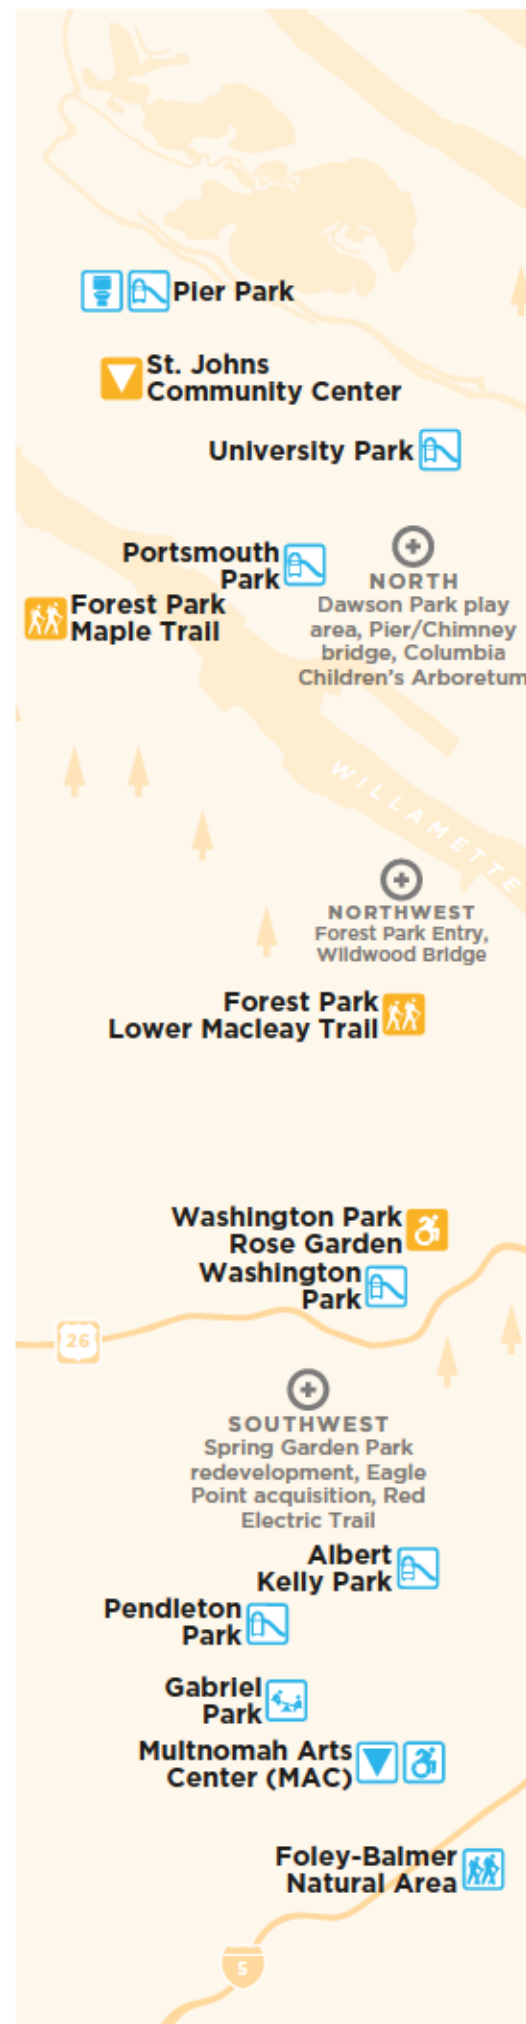 Pier Park
St. Johns
Community Center
University Park
Portsmouth
Park
NORTH
Dawson Park play
area, Pier/Chimney
bridge, Columbia
Children's Arboretum
Forest Park
Maple Trail
WILLAMETTE
NORTHWEST
Forest Park Entry,
Wildwood Bridge
Forest Park
Lower Macleay Trail
Washington Park
Rose Garden
Washington
Park
26
SOUTHWEST
Spring Garden Park
redevelopment, Eagle
Point acquisition, Red
Electric Trail
Albert
Kelly Park
Pendleton
Park
Gabriel
Park
Multnomah Arts
Center (MAC)
Foley-Balmer
Natural Area
5